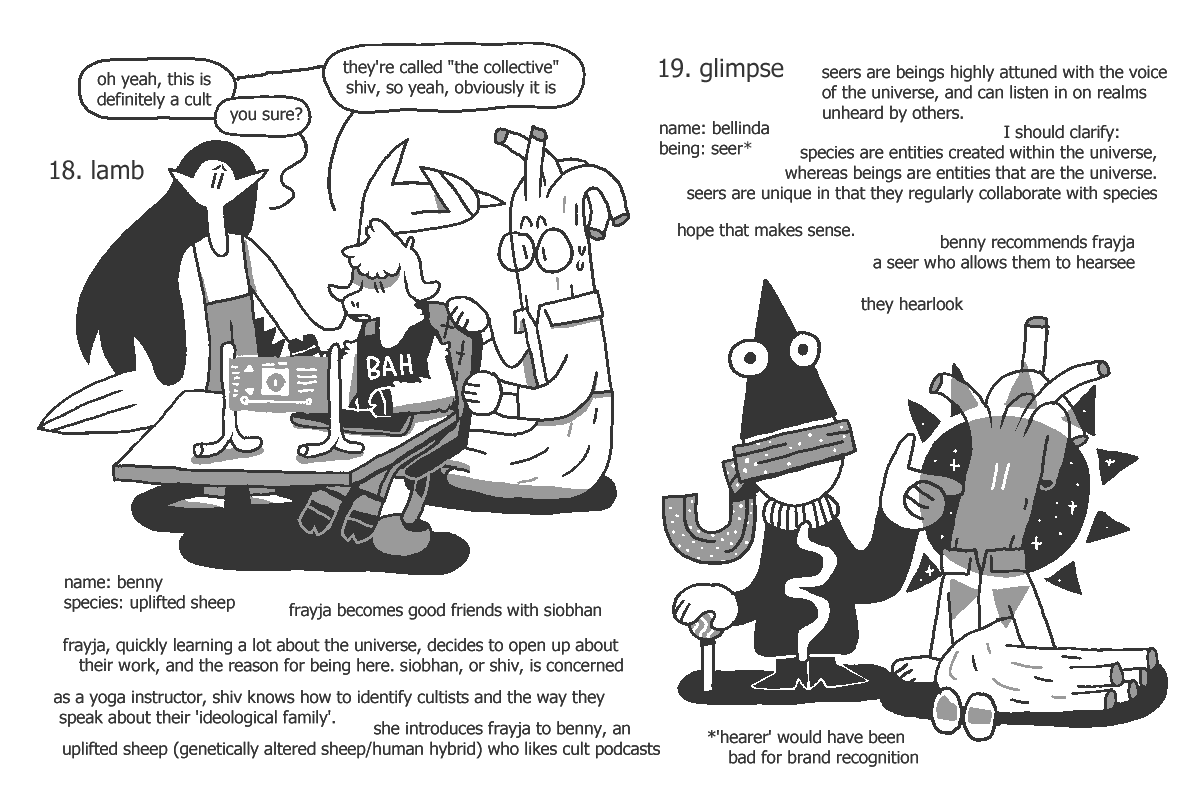 oh yeah, this is
definitely a cult
you sure?
they're called "the collective"
shiv, so yeah, obviously it is
18. lamb
BAH
name: benny
species: uplifted sheep
frayja becomes good friends with siobhan
frayja, quickly learning a lot about the universe, decides to open up about
their work, and the reason for being here. siobhan, or shiv, is concerned
as a yoga instructor, shiv knows how to identify cultists and the way they
speak about their 'ideological family'.
she introduces frayja to benny, an
uplifted sheep (genetically altered sheep/human hybrid) who likes cult podcasts
19. glimpse
seers are beings highly attuned with the voice
of the universe, and can listen in on realms
unheard by others.
name: bellinda
being: seer*
I should clarify:
species are entities created within the universe,
whereas beings are entities that are the universe.
seers are unique in that they regularly collaborate with species
hope that makes sense.
benny recommends frayja
a seer who allows them to hearsee
they hearlook
*'hearer' would have been
bad for brand recognition